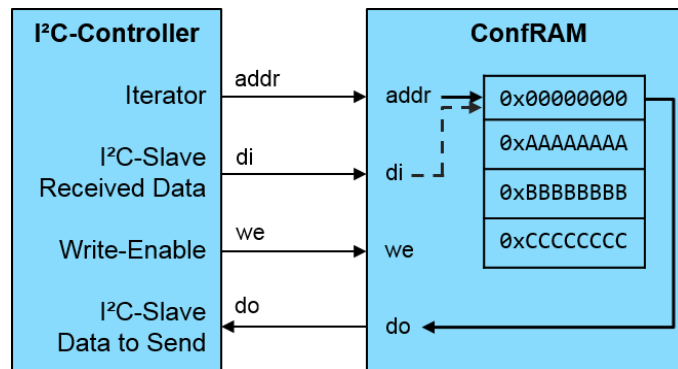 I²C-Controller
Iterator
I²C-Slave
Received Data
Write-Enable
I²C-Slave
Data to Send
addr
di
we
do
ConfRAM
addr
di
we
do
0x00000000
0xAAAAAAAA
0xBBBBBBBB
0xCCCCCCCC